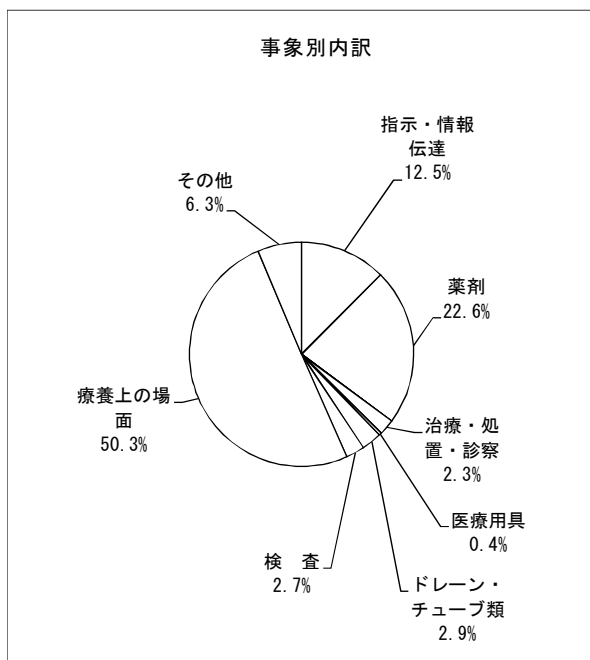 事象別内訳
指示・情報
伝達
12.5%
薬剤
22.6%
治療・処
置・診察
2.3%
医療用具
0.4%
ドレーン・
チューブ類
2.9%
検　査
2.7%
療養上の場
面
50.3%
その他
6.3%